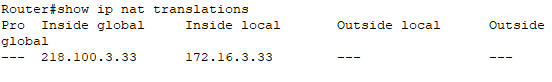 Router#show ip nat translations
Pro  Inside global     Inside local       Outside local      Outside
global
---  218.100.3.33      172.16.3.33        ---                ---